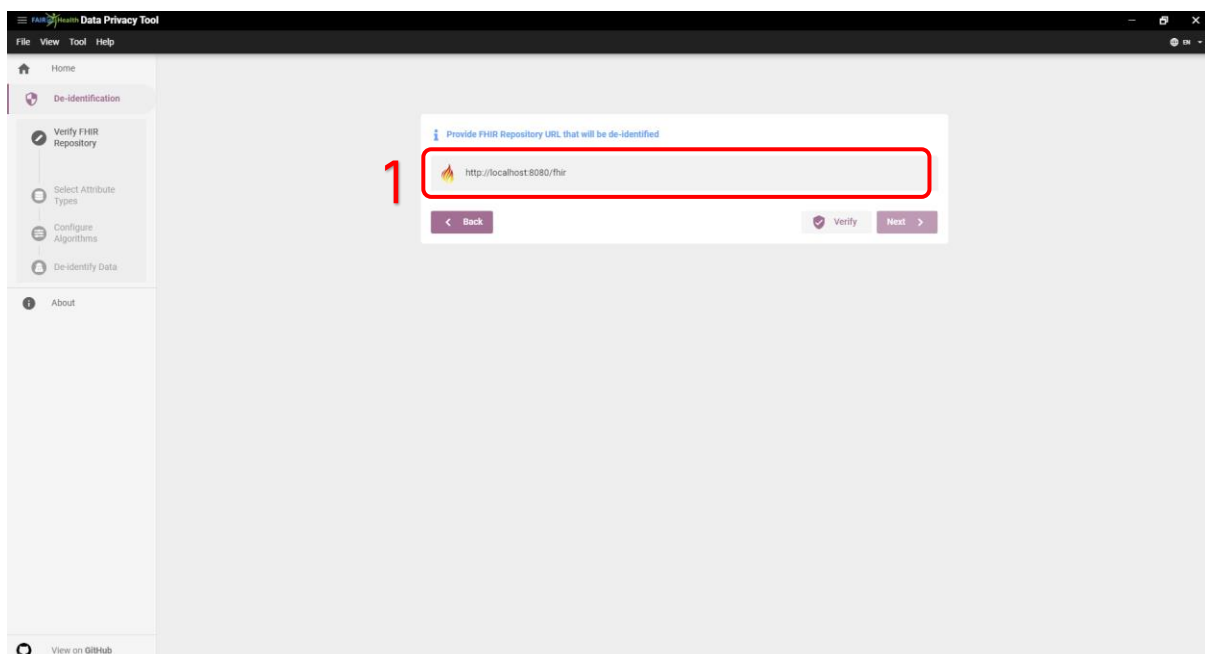 FAIR4Health Data Privacy Tool
File View Tool Help
EN
Home
De-identification
Verify FHIR
Repository
Select Attribute
Types
Configure
Algorithms
De-identify Data
About
View on GitHub
Provide FHIR Repository URL that will be de-identified
1
http://localhost:8080/fhir
Back
Verify
Next